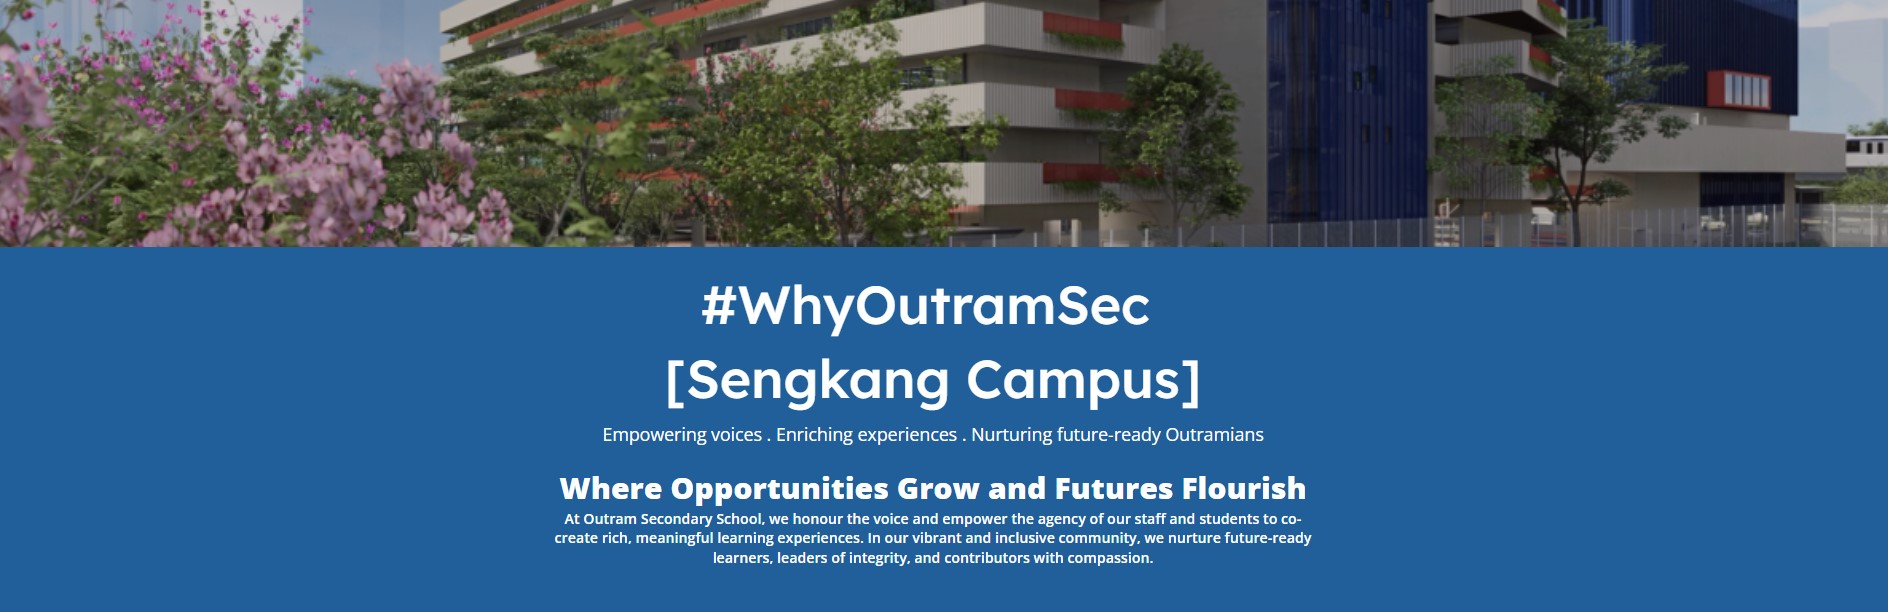 #WhyOutramSec
[Sengkang Campus]
Empowering voices . Enriching experiences . Nurturing future-ready Outramians
Where Opportunities Grow and Futures Flourish
At Outram Secondary School, we honour the voice and empower the agency of our staff and students to co-
create rich, meaningful learning experiences. In our vibrant and inclusive community, we nurture future-ready
learners, leaders of integrity, and contributors with compassion.